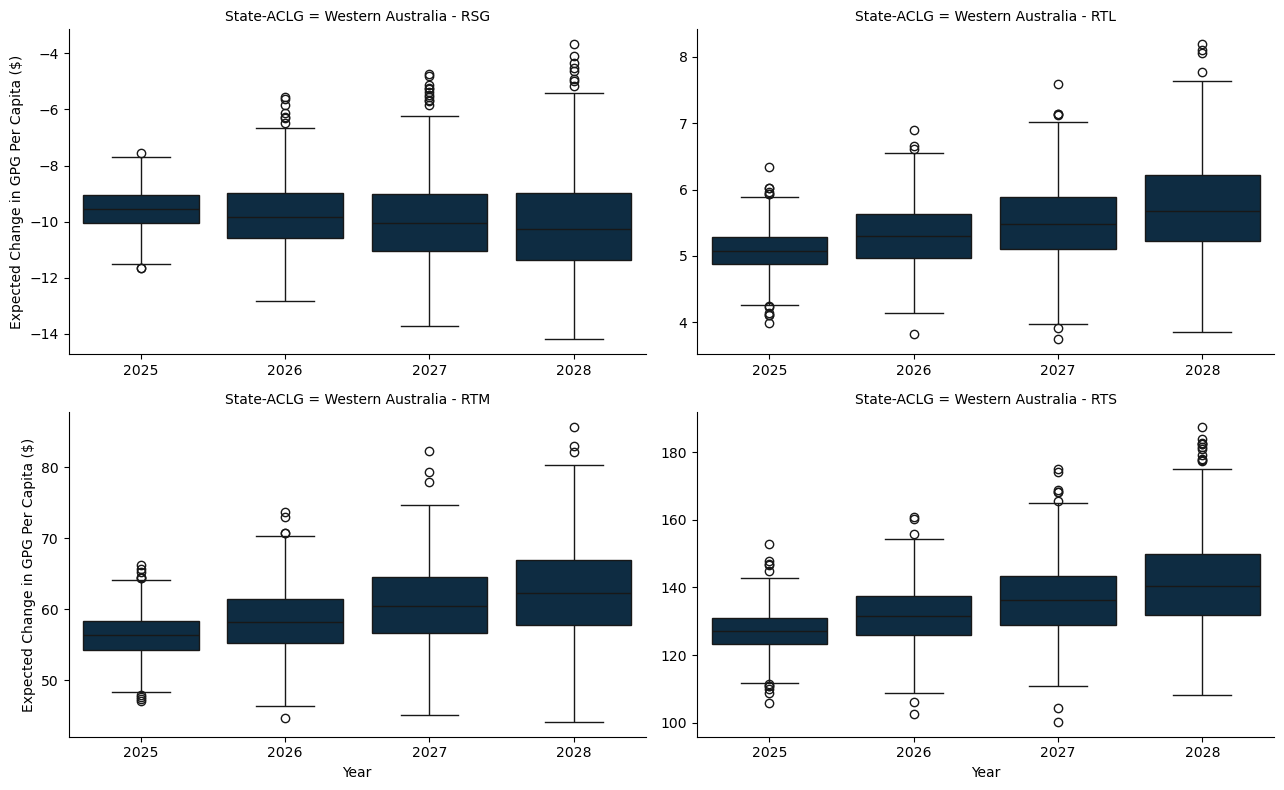 State-ACLG = Western Australia - RSG
Expected Change in GPG Per Capita ($)
−4
−6
−8
−10
−12
−14
2025 2026 2027 2028
State-ACLG = Western Australia - RTL
8
7
6
5
4
2025 2026 2027 2028
State-ACLG = Western Australia - RTM
Expected Change in GPG Per Capita ($)
80
70
60
50
2025 2026 2027 2028
Year
State-ACLG = Western Australia - RTS
180
160
140
120
100
2025 2026 2027 2028
Year